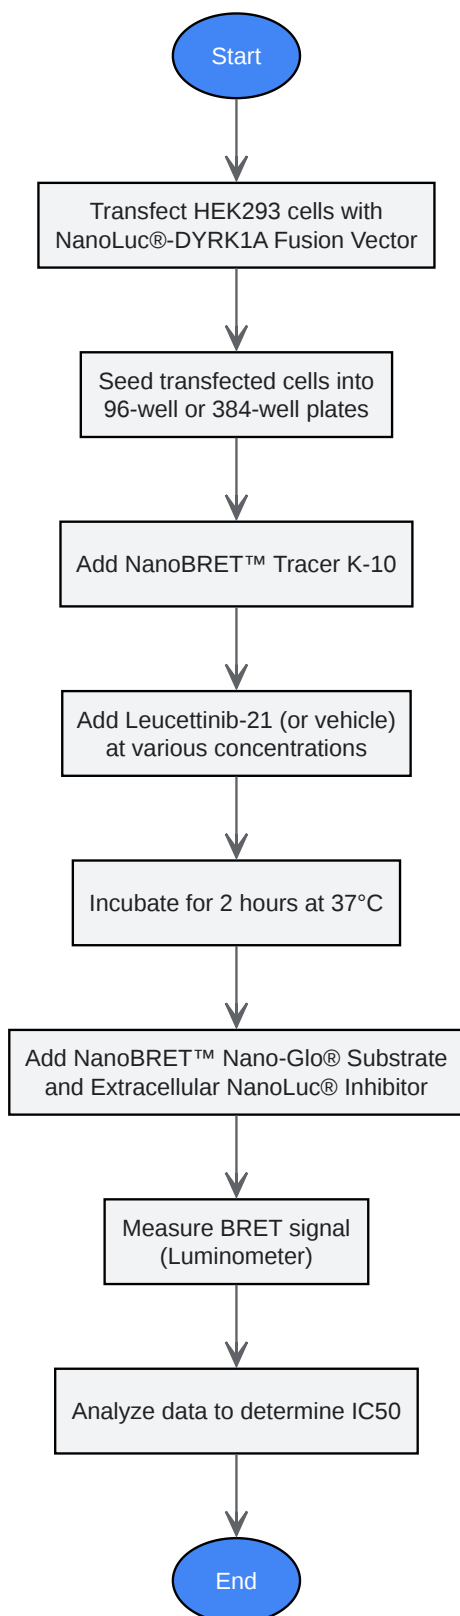 Start
Transfect HEK293 cells with
NanoLuc®-DYRK1A Fusion Vector
Seed transfected cells into
96-well or 384-well plates
Add NanoBRET™ Tracer K-10
Add Leucettinib-21 (or vehicle)
at various concentrations
Incubate for 2 hours at 37°C
Add NanoBRET™ Nano-Glo® Substrate
and Extracellular NanoLuc® Inhibitor
Measure BRET signal
(Luminometer)
Analyze data to determine IC50
End